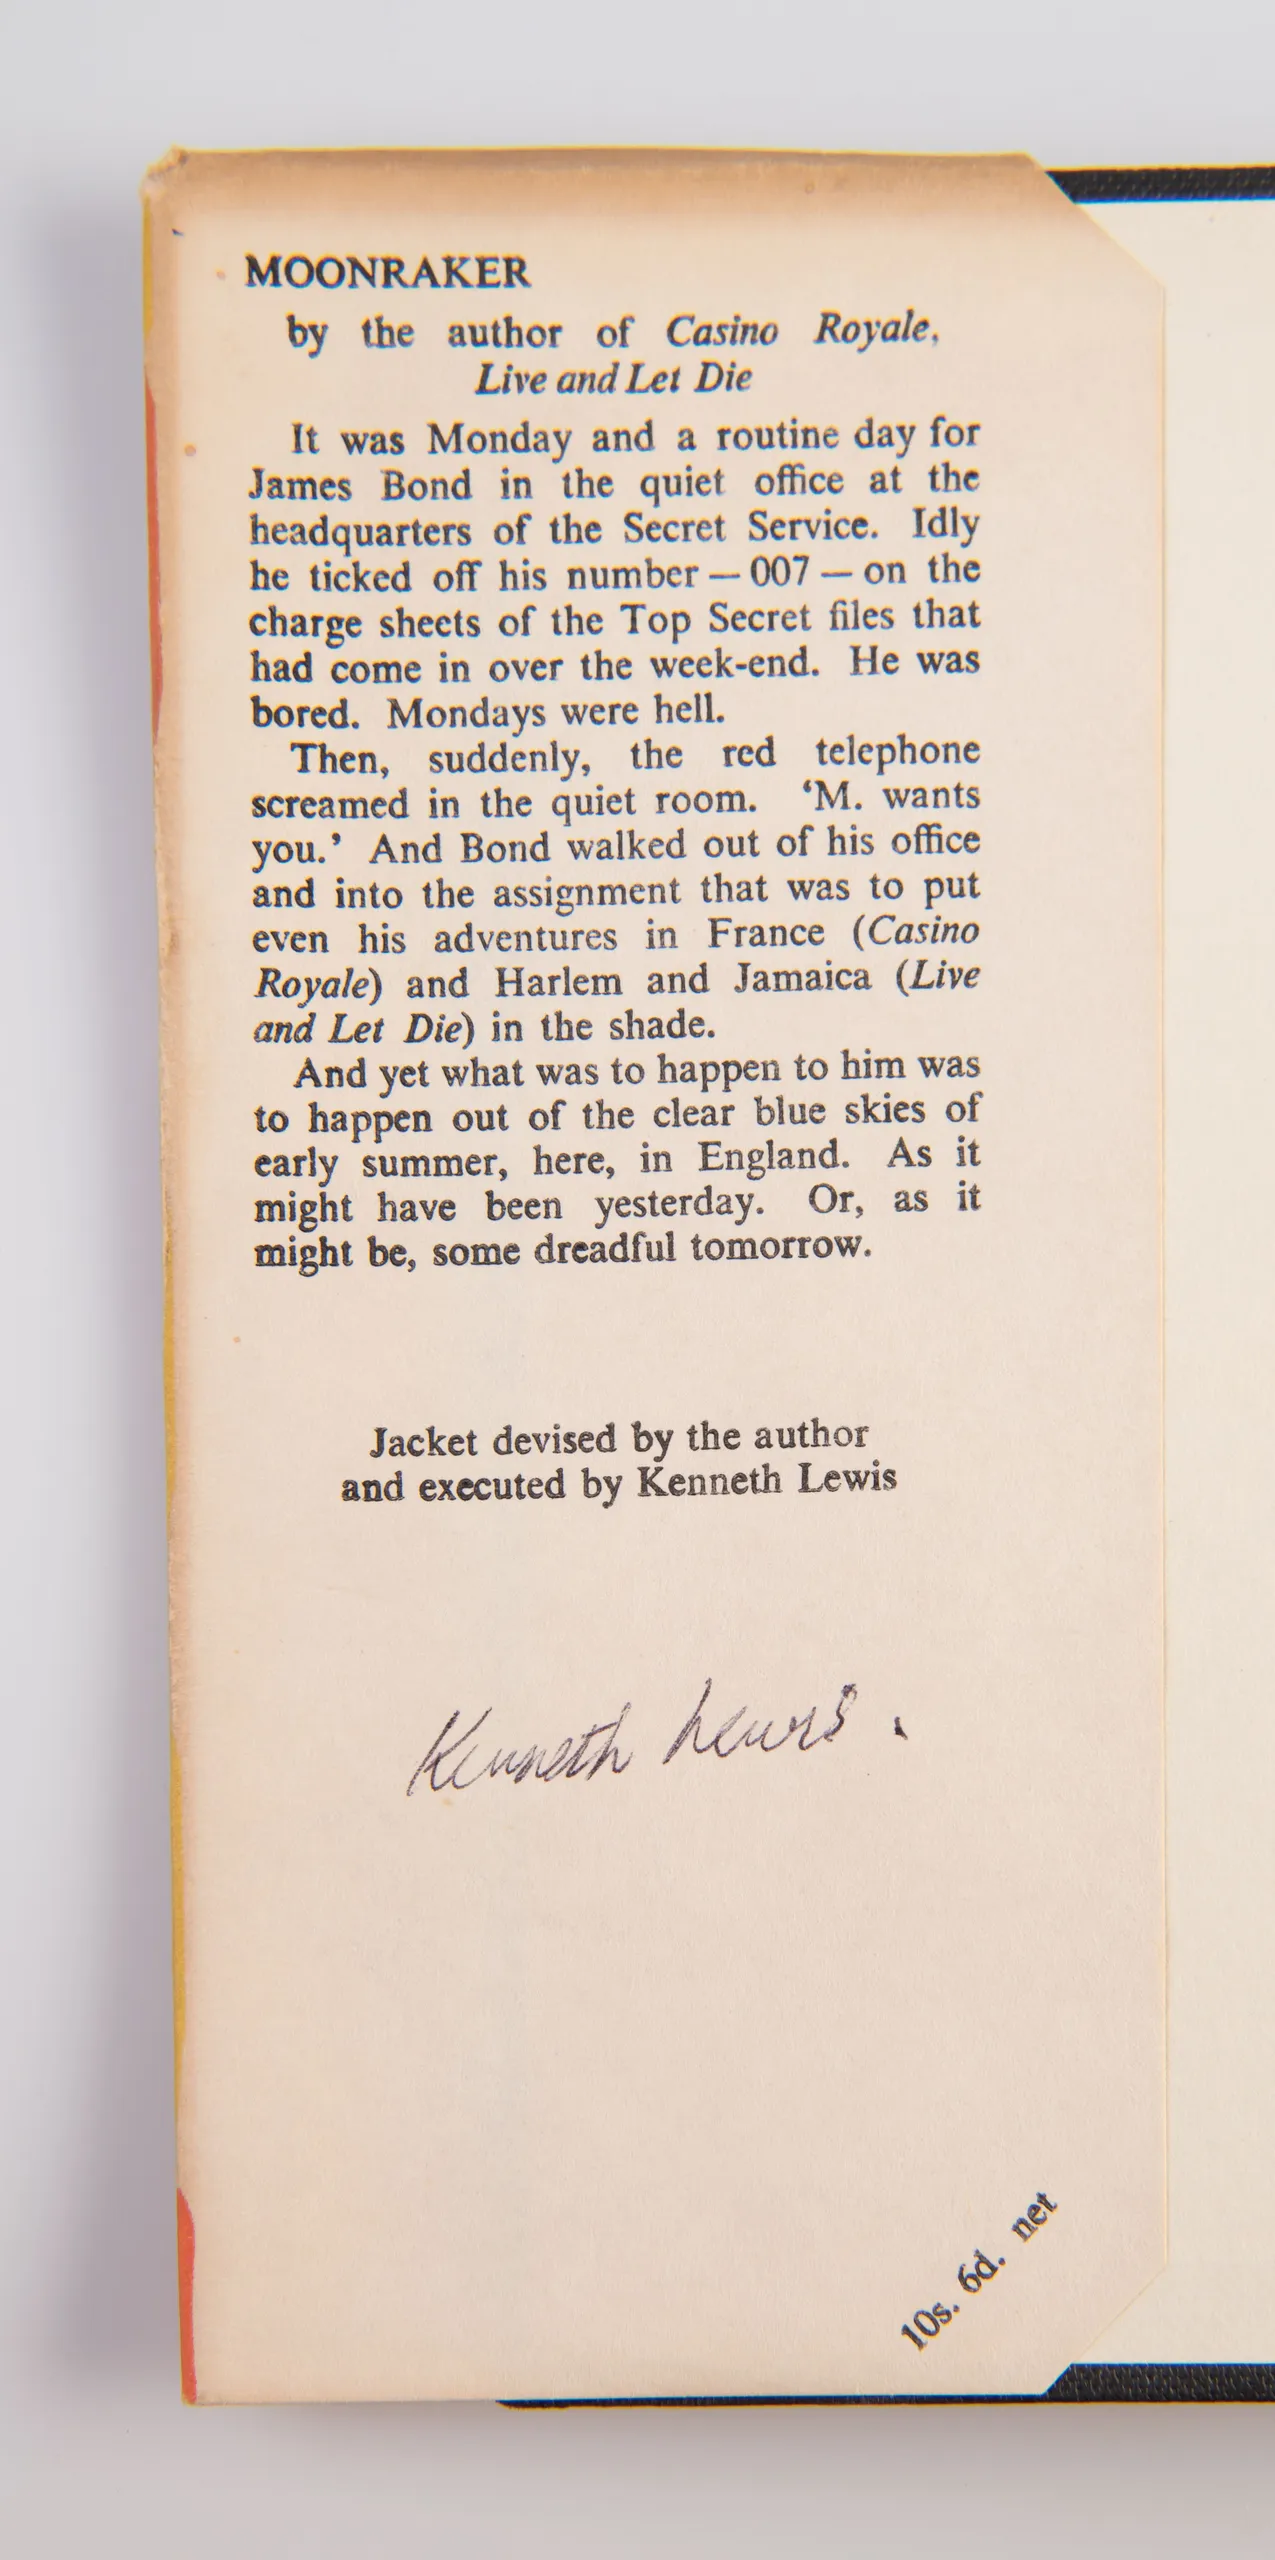 MOONRAKER
by the author of Casino Royale,
Live and Let Die
It was Monday and a routine day for
James Bond in the quiet office at the
headquarters of the Secret Service. Idly
he ticked off his number — 007 — on the
charge sheets of the Top Secret files that
had come in over the week-end. He was
bored. Mondays were hell.
Then, suddenly, the red telephone
screamed in the quiet room. ‘M. wants
you.’ And Bond walked out of his office
and into the assignment that was to put
even his adventures in France (Casino
Royale) and Harlem and Jamaica (Live
and Let Die) in the shade.
And yet what was to happen to him was
to happen out of the clear blue skies of
early summer, here, in England. As it
might have been yesterday. Or, as it
might be, some dreadful tomorrow.
Jacket devised by the author
and executed by Kenneth Lewis
Kenneth Lewis.
10s. 6d. net